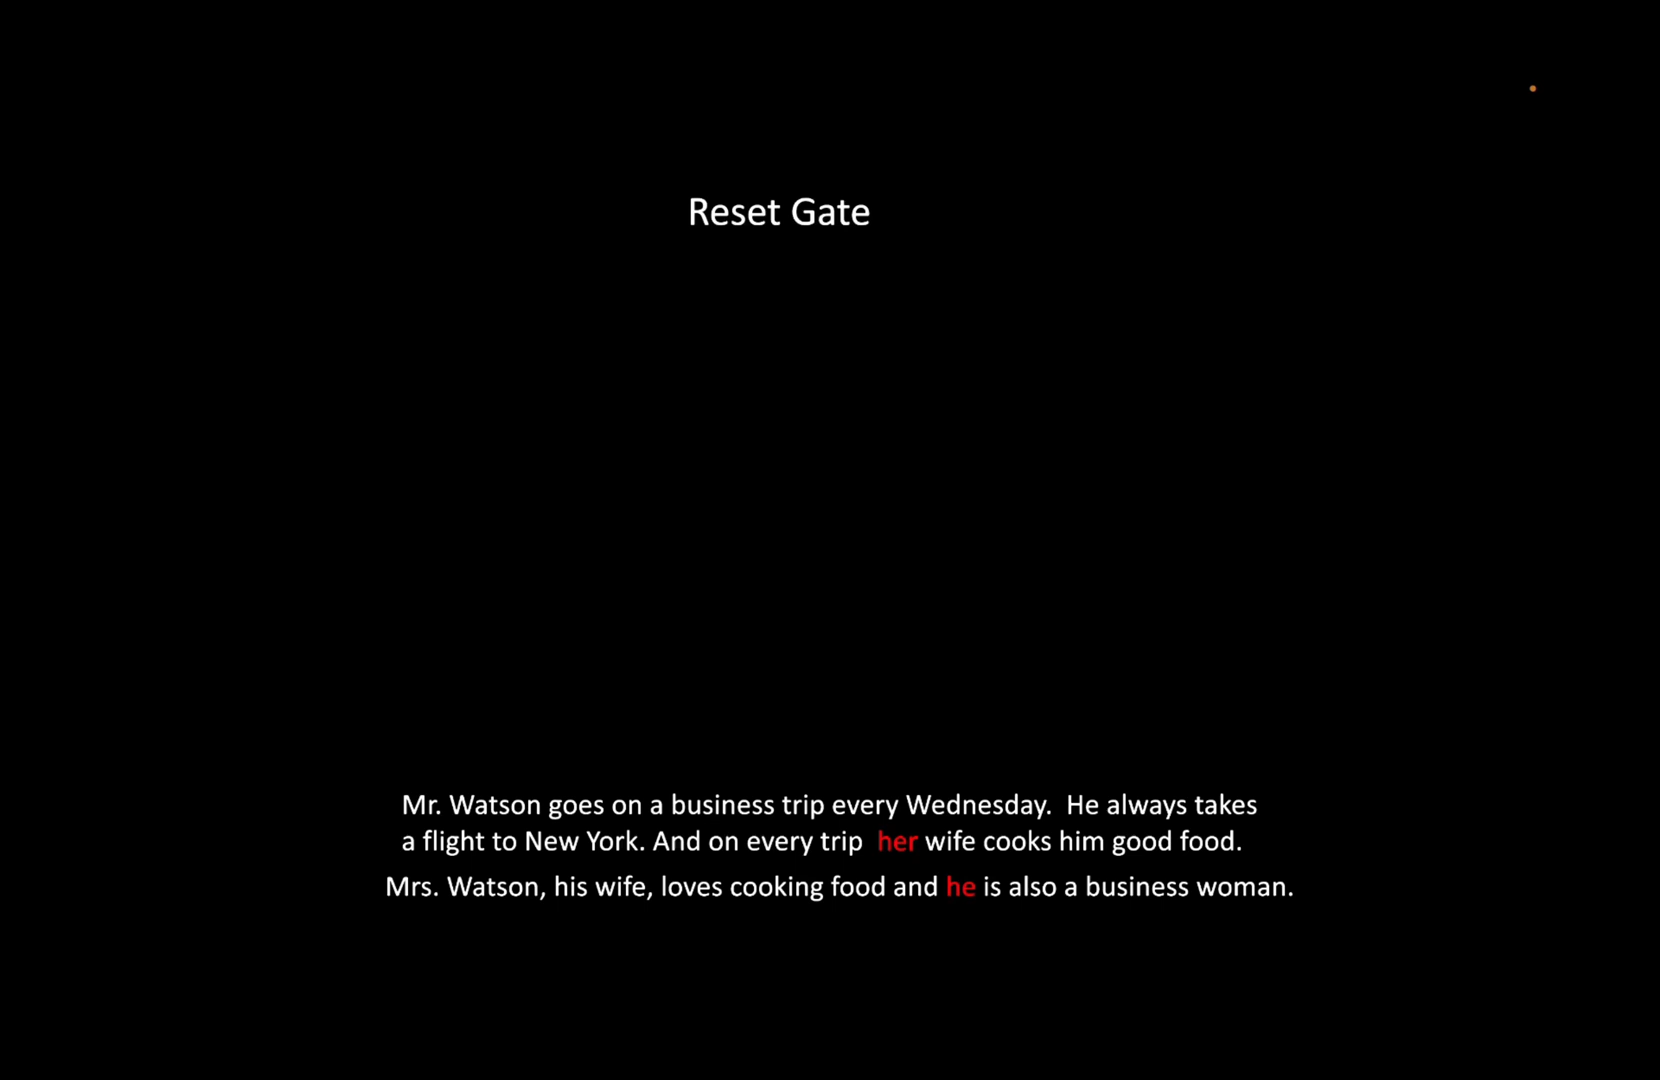 Reset Gate
Mr. Watson goes on a business trip every Wednesday.  He always takes
a flight to New York. And on every trip  her wife cooks him good food.
Mrs. Watson, his wife, loves cooking food and he is also a business woman.